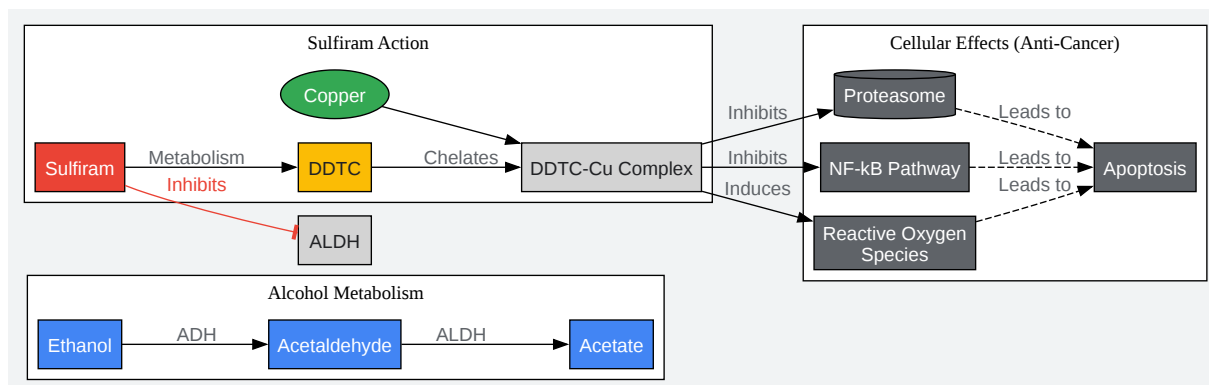 Sulfiram Action
Cellular Effects (Anti-Cancer)
Copper
Sulfiram
Metabolism
Inhibits
DDTC
Chelates
DDTC-Cu Complex
ALDH
Inhibits
Inhibits
Induces
Proteasome
NF-kB Pathway
Reactive Oxygen
Species
Leads to
Leads to
Leads to
Apoptosis
Alcohol Metabolism
Ethanol
ADH
Acetaldehyde
ALDH
Acetate